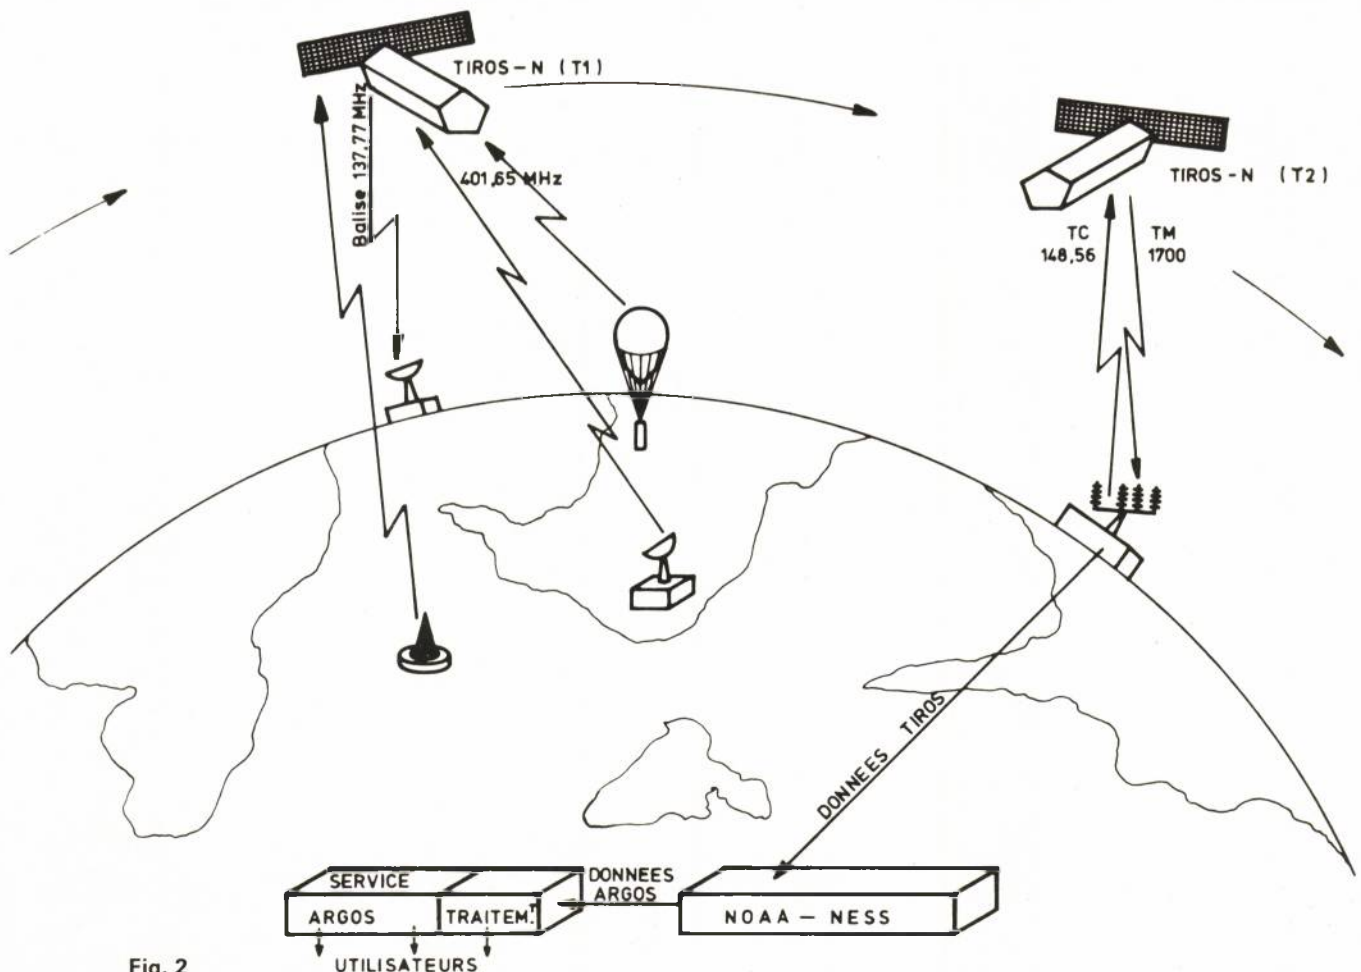 TIROS-N (T1)
Balise 137,77 MHz
401,65 MHz
TIROS-N (T2)
TC
148,56
TM
1700
DONNEES TIROS
SERVICE
ARGOS
TRAITEM.T
DONNEES
ARGOS
NOAA - NESS
UTILISATEURS
Fig. 2